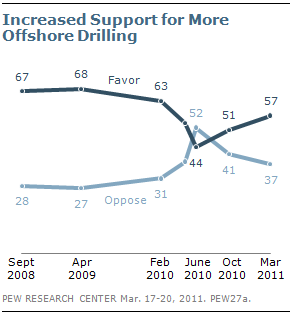 Increased Support for More
Offshore Drilling
67
68
Favor
63
57
52
51
44
41
37
28
27
Oppose
31
Sept Apr Feb June Oct Mar
2008 2009 2010 2010 2010 2011
PEW RESEARCH CENTER Mar. 17-20, 2011. PEW27a.